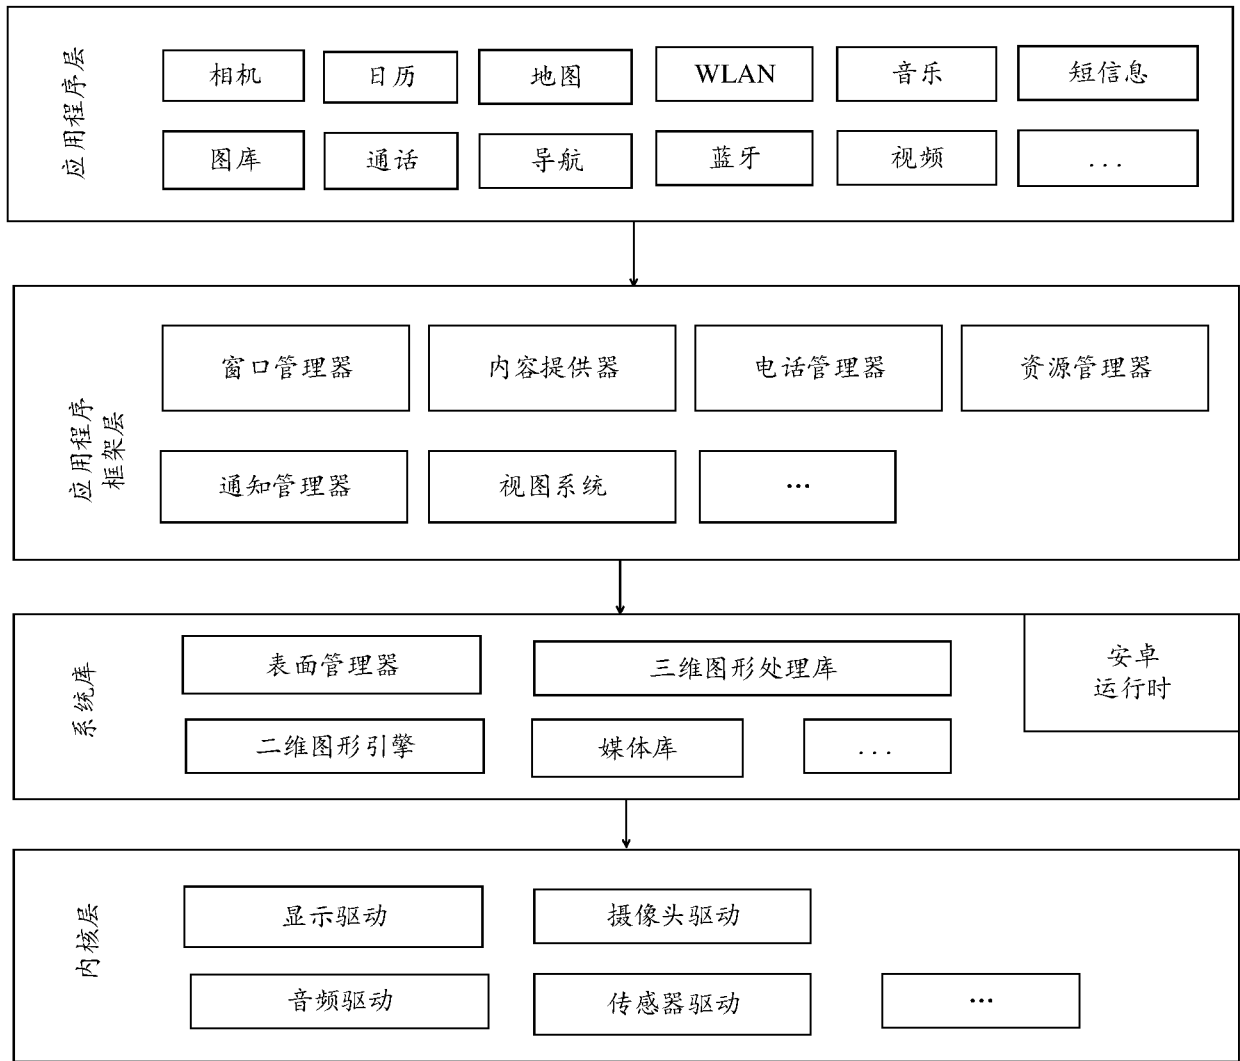 应用程序层
相机
日历
地图
WLAN
音乐
短信息
图库
通话
导航
蓝牙
视频
...
应用程序
框架层
窗口管理器
内容提供器
电话管理器
资源管理器
通知管理器
视图系统
...
系统库
表面管理器
三维图形处理库
安卓
运行时
二维图形引擎
媒体库
...
内核层
显示驱动
摄像头驱动
音频驱动
传感器驱动
...